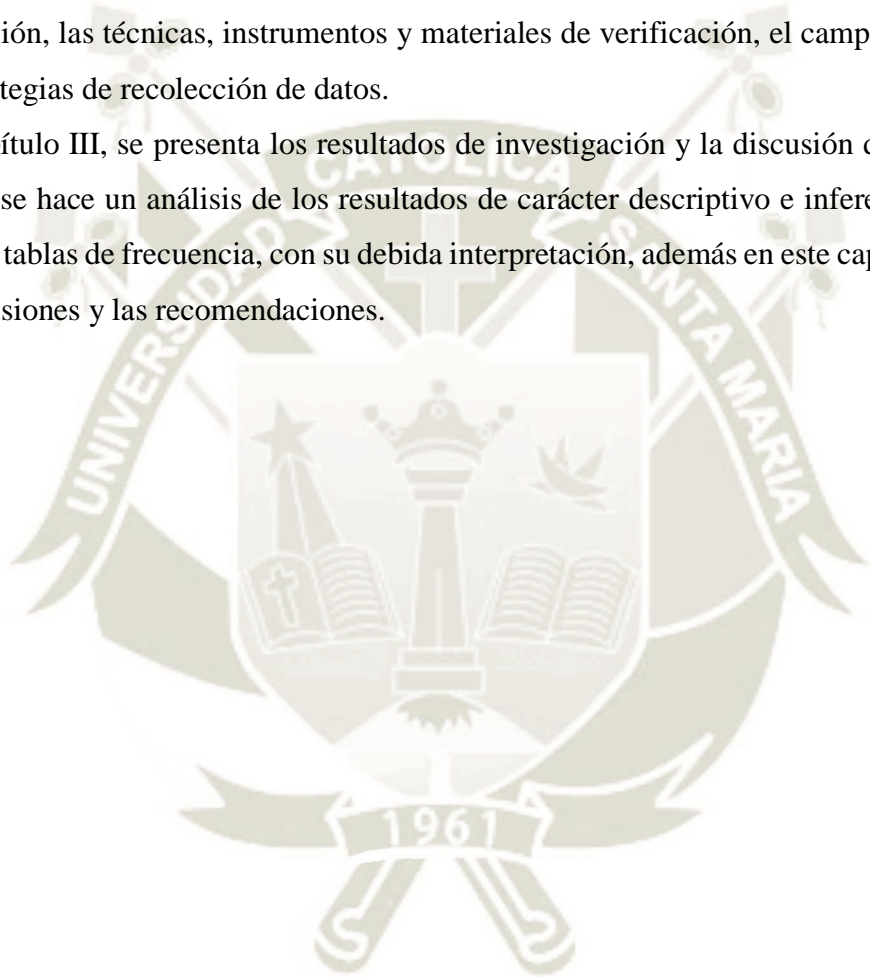 ión, las técnicas, instrumentos y materiales de verificación, el camp
tegias de recolección de datos.
ítulo III, se presenta los resultados de investigación y la discusión
se hace un análisis de los resultados de carácter descriptivo e infere
tablas de frecuencia, con su debida interpretación, además en este cap
siones y las recomendaciones.
UNIVERSIDAD CATOLICA SANTA MARIA
1961